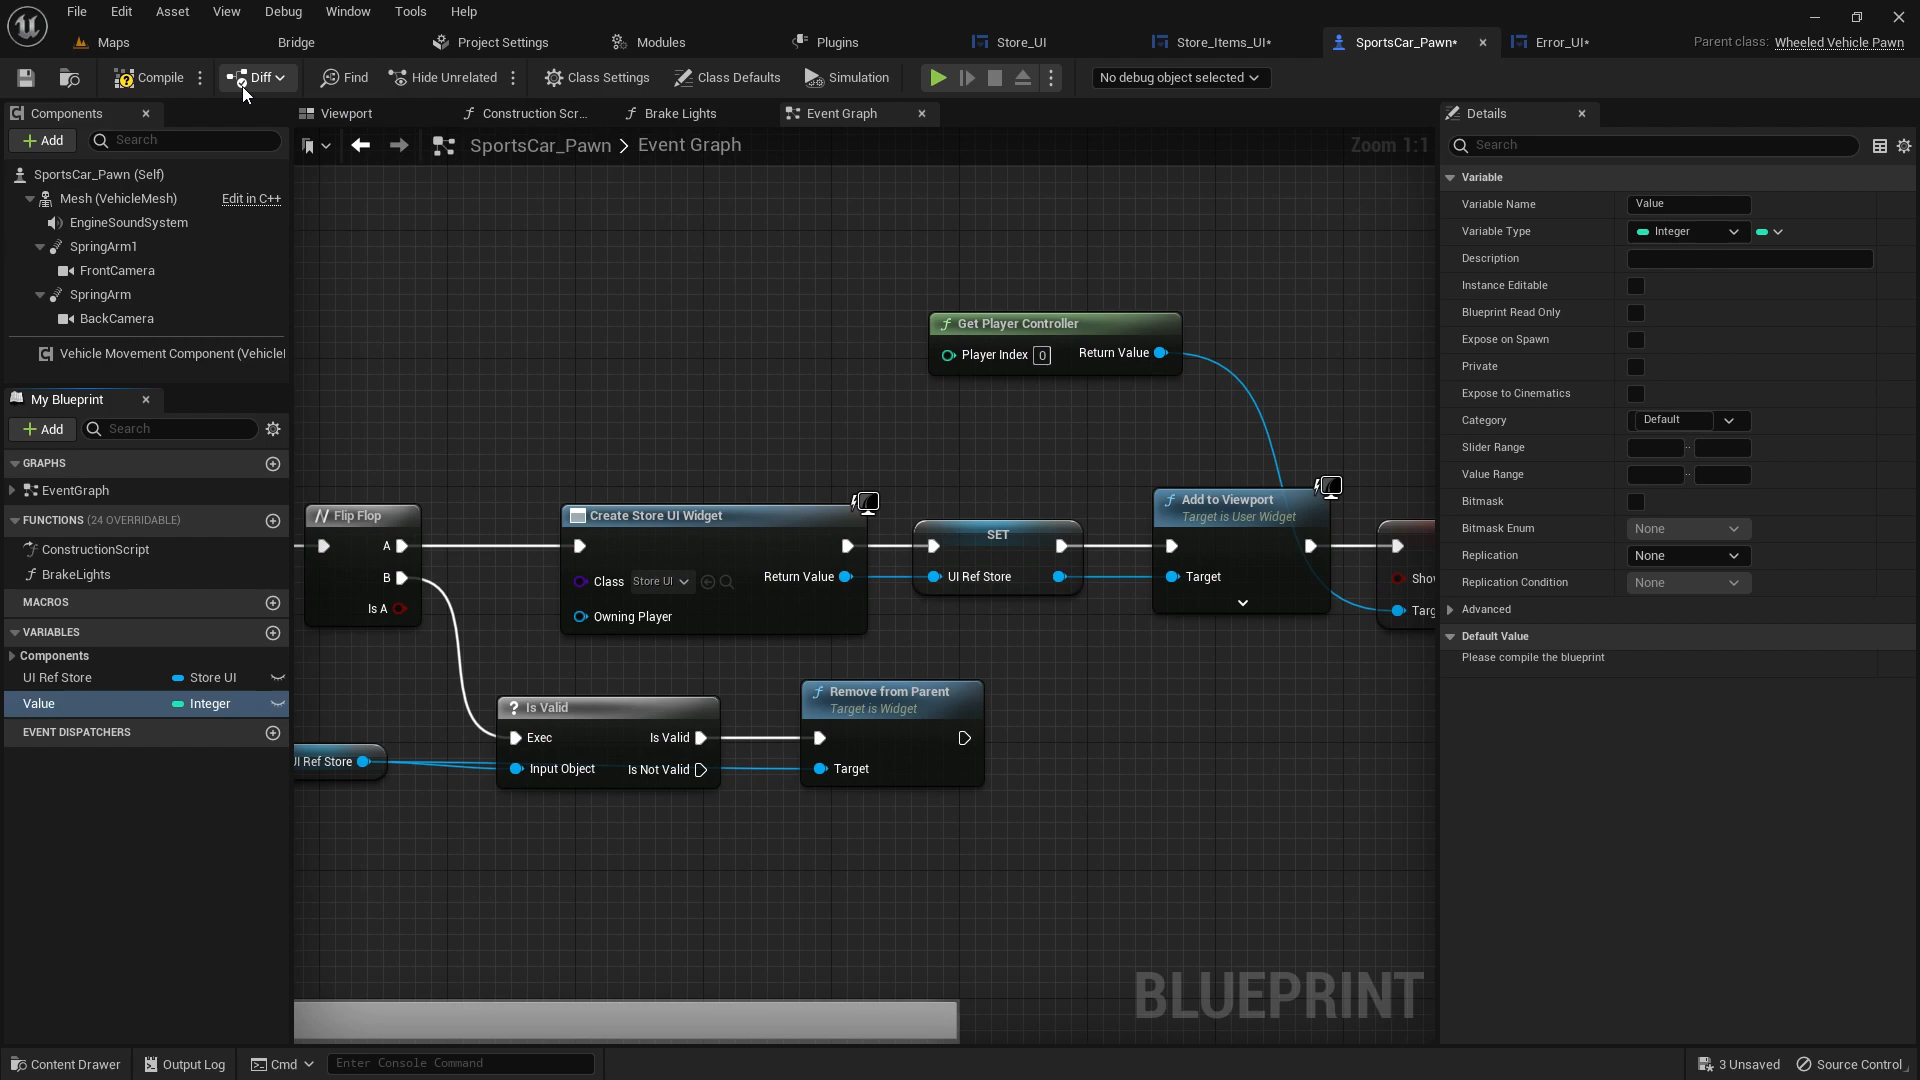 File Edit Asset View Debug Window Tools Help
Maps Bridge Project Settings Modules Plugins Store_UI Store_Items_UI* SportsCar_Pawn* Error_UI* Parent class: Wheeled Vehicle Pawn
Compile Diff Find Hide Unrelated Class Settings Class Defaults Simulation No debug object selected
Components Viewport Construction Scr... Brake Lights Event Graph Details
Add Search SportsCar_Pawn > Event Graph Zoom 1:1 Search
SportsCar_Pawn (Self)
Mesh (VehicleMesh) Edit in C++
EngineSoundSystem
SpringArm1
FrontCamera
SpringArm
BackCamera
Vehicle Movement Component (Vehicle
My Blueprint
Add Search
GRAPHS
EventGraph
FUNCTIONS (24 OVERRIDABLE)
ConstructionScript
BrakeLights
MACROS
VARIABLES
Components
UI Ref Store Store UI
Value Integer
EVENT DISPATCHERS
Get Player Controller
Player Index 0 Return Value
Flip Flop
A
B
Is A
Create Store UI Widget
Class Store UI Return Value
Owning Player
SET
UI Ref Store
Add to Viewport
Target is User Widget
Target
Show
Targ
UI Ref Store
? Is Valid
Exec Is Valid
Input Object Is Not Valid
Remove from Parent
Target is Widget
Target
BLUEPRINT
Variable
Variable Name Value
Variable Type Integer
Description
Instance Editable
Blueprint Read Only
Expose on Spawn
Private
Expose to Cinematics
Category Default
Slider Range
Value Range
Bitmask
Bitmask Enum None
Replication None
Replication Condition None
Advanced
Default Value
Please compile the blueprint
Content Drawer Output Log Cmd Enter Console Command 3 Unsaved Source Control